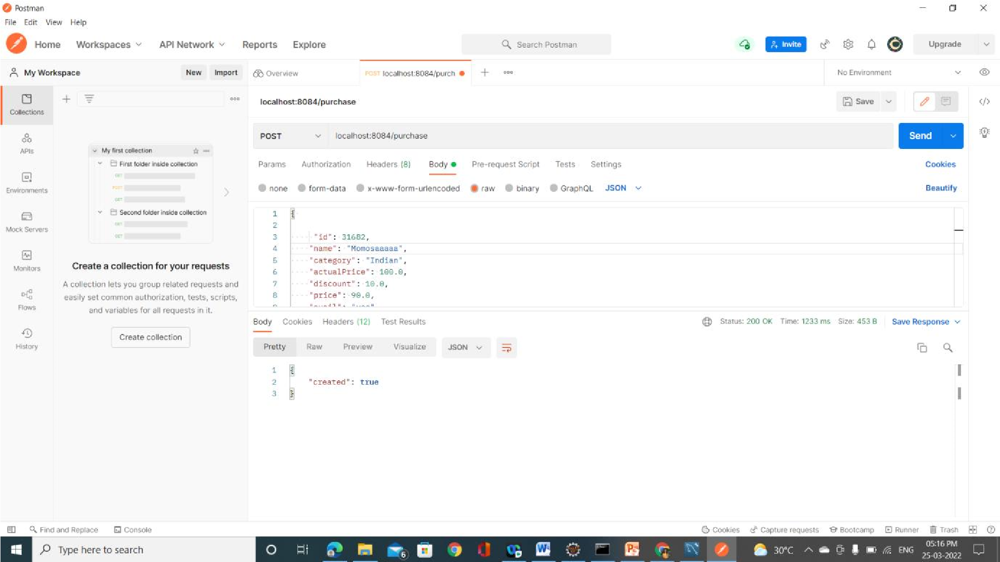 Postman
File Edit View Help
Home Workspaces API Network Reports Explore Search Postman Invite Upgrade
My Workspace New Import Overview POST localhost:8084/purch No Environment
Collections
APIs
Environments
Mock Servers
Monitors
Flows
History
My first collection
First folder inside collection
GET
POST
GET
Second folder inside collection
GET
GET
Create a collection for your requests
A collection lets you group related requests and
easily set common authorization, tests, scripts,
and variables for all requests in it.
Create collection
localhost:8084/purchase Save
POST localhost:8084/purchase Send
Params Authorization Headers (8) Body Pre-request Script Tests Settings Cookies
none form-data x-www-form-urlencoded raw binary GraphQL JSON Beautify
1 {
2
3 "id": 31682,
4 "name": "Momosaaaaa",
5 "category": "Indian",
6 "actualPrice": 100.0,
7 "discount": 10.0,
8 "price": 90.0,
Body Cookies Headers (12) Test Results Status: 200 OK Time: 1233 ms Size: 453 B Save Response
Pretty Raw Preview Visualize JSON
1 {
2 "created": true
3 }
Find and Replace Console Cookies Capture requests Bootcamp Runner Trash
Type here to search 6 30°C ENG 05:16 PM
25-03-2022